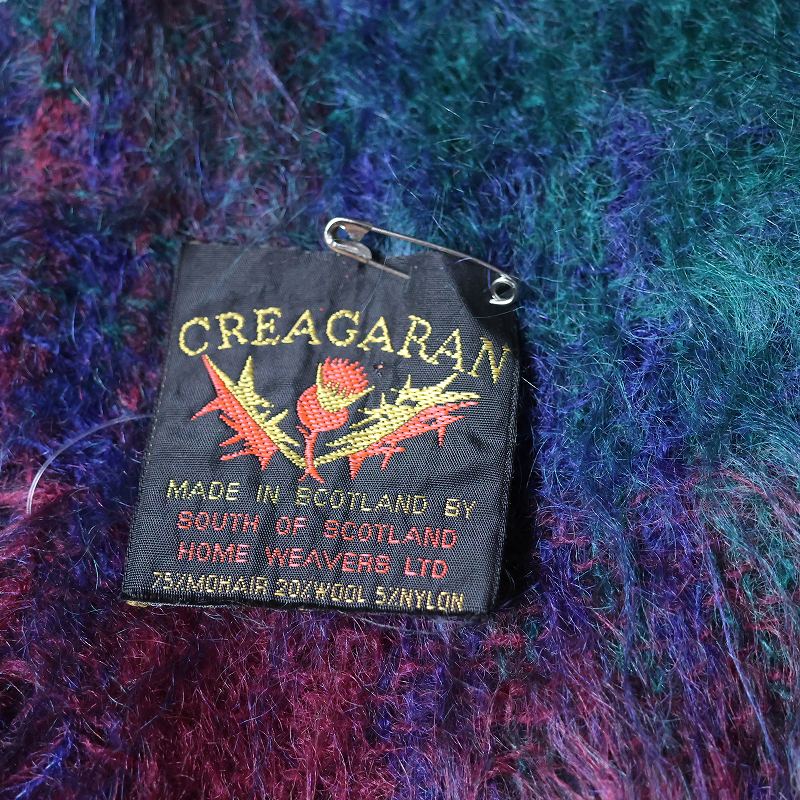 CREAGARAN
MADE IN SCOTLAND BY
SOUTH OF SCOTLAND
HOME WEAVERS LTD
75%MOHAIR 20%WOOL 5%NYLON